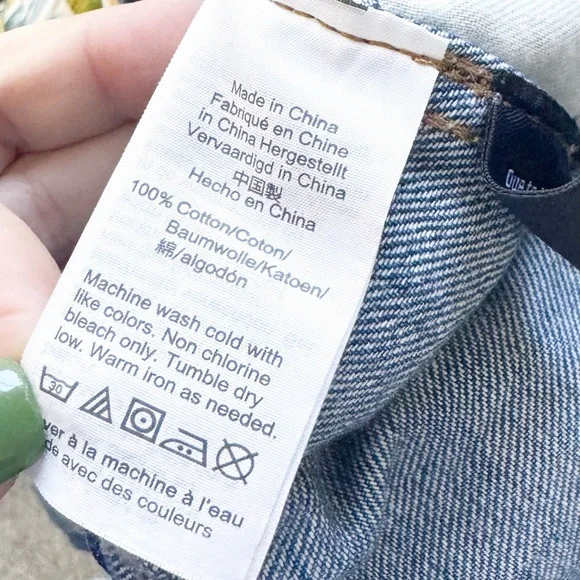 Made in China
Fabriqué en Chine
in China Hergestellt
Vervaardigd in China
中国製
Hecho en China
100% Cotton/Coton/
Baumwolle/Katoen/
綿/algodón
Machine wash cold with
like colors. Non chlorine
bleach only. Tumble dry
low. Warm iron as needed.
30
à la machine à l'eau
avec des couleurs